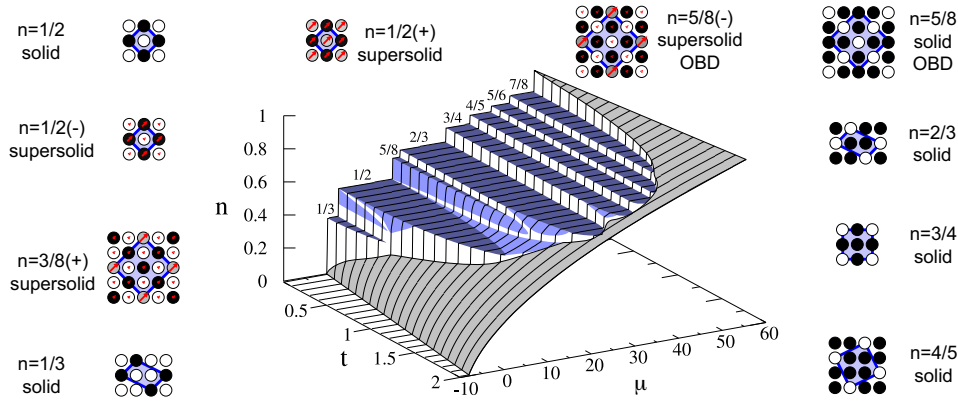 n=1/2
solid
n=1/2(+)
supersolid
n=5/8(-)
supersolid
OBD
n=5/8
solid
OBD
n=1/2(-)
supersolid
n=2/3
solid
n=3/8(+)
supersolid
n=3/4
solid
n=1/3
solid
n=4/5
solid
1/3
1/2
5/8
2/3
3/4
4/5
5/6
7/8
n
1
0.8
0.6
0.4
0.2
0
t
0.5
1
1.5
2
μ
-10
0
10
20
30
40
50
60